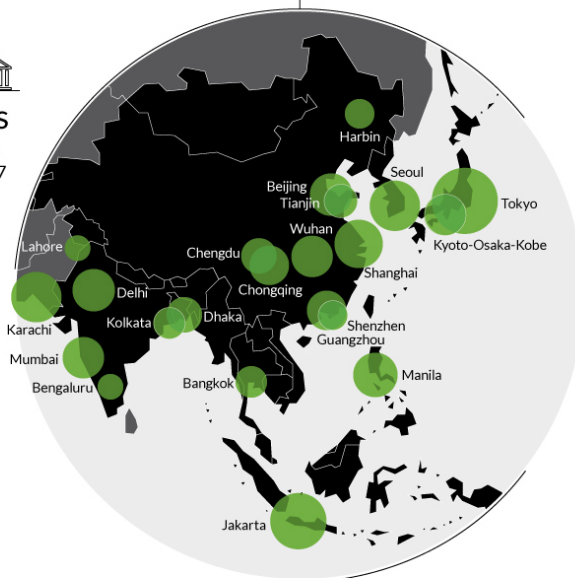 S
7
Harbin
Seoul
Beijing
Tianjin
Tokyo
Wuhan
Kyoto-Osaka-Kobe
Lahore
Chengdu
Shanghai
Chongqing
Delhi
Karachi
Kolkata
Dhaka
Shenzhen
Guangzhou
Mumbai
Manila
Bengaluru
Bangkok
Jakarta